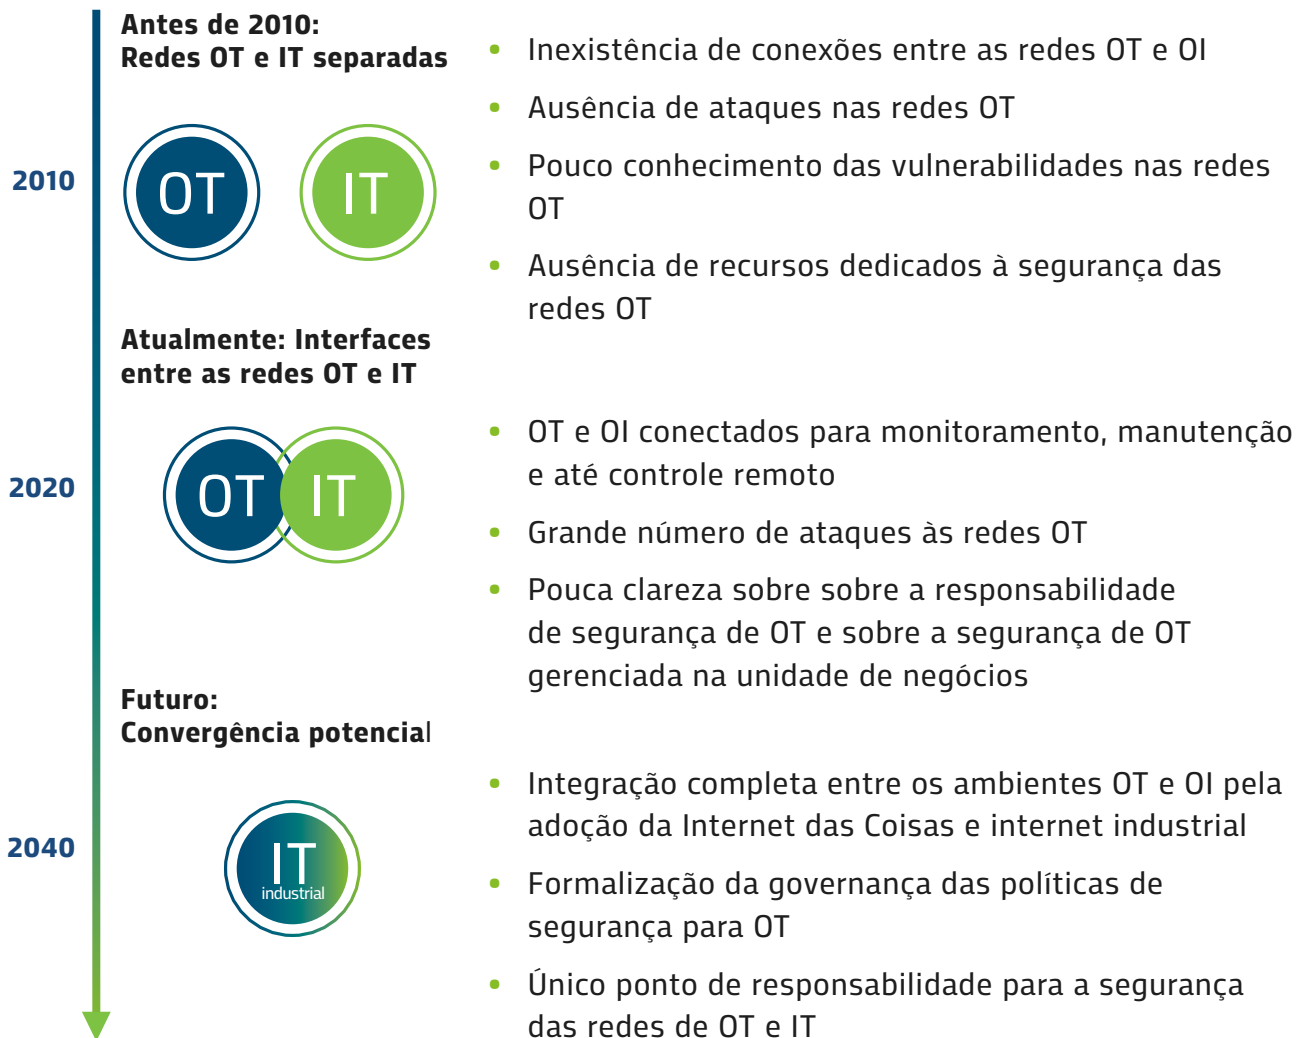 Antes de 2010:
Redes OT e IT separadas
2010
OT
IT
• Inexistência de conexões entre as redes OT e OI
• Ausência de ataques nas redes OT
• Pouco conhecimento das vulnerabilidades nas redes
OT
• Ausência de recursos dedicados à segurança das
redes OT
Atualmente: Interfaces
entre as redes OT e IT
2020
OT
IT
• OT e OI conectados para monitoramento, manutenção
e até controle remoto
• Grande número de ataques às redes OT
• Pouca clareza sobre sobre a responsabilidade
de segurança de OT e sobre a segurança de OT
gerenciada na unidade de negócios
Futuro:
Convergência potencial
2040
IT
industrial
• Integração completa entre os ambientes OT e OI pela
adoção da Internet das Coisas e internet industrial
• Formalização da governança das políticas de
segurança para OT
• Único ponto de responsabilidade para a segurança
das redes de OT e IT